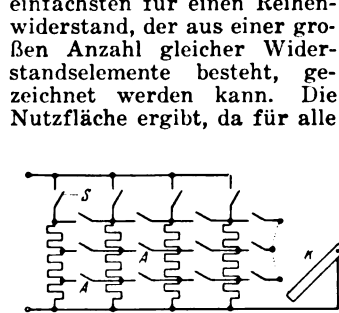 einfachsten für einen Reihen-
widerstand, der aus einer gro-
ßen Anzahl gleicher Wider-
standselemente besteht, ge-
zeichnet werden kann. Die
Nutzfläche ergibt, da für alle
S
A
K
A